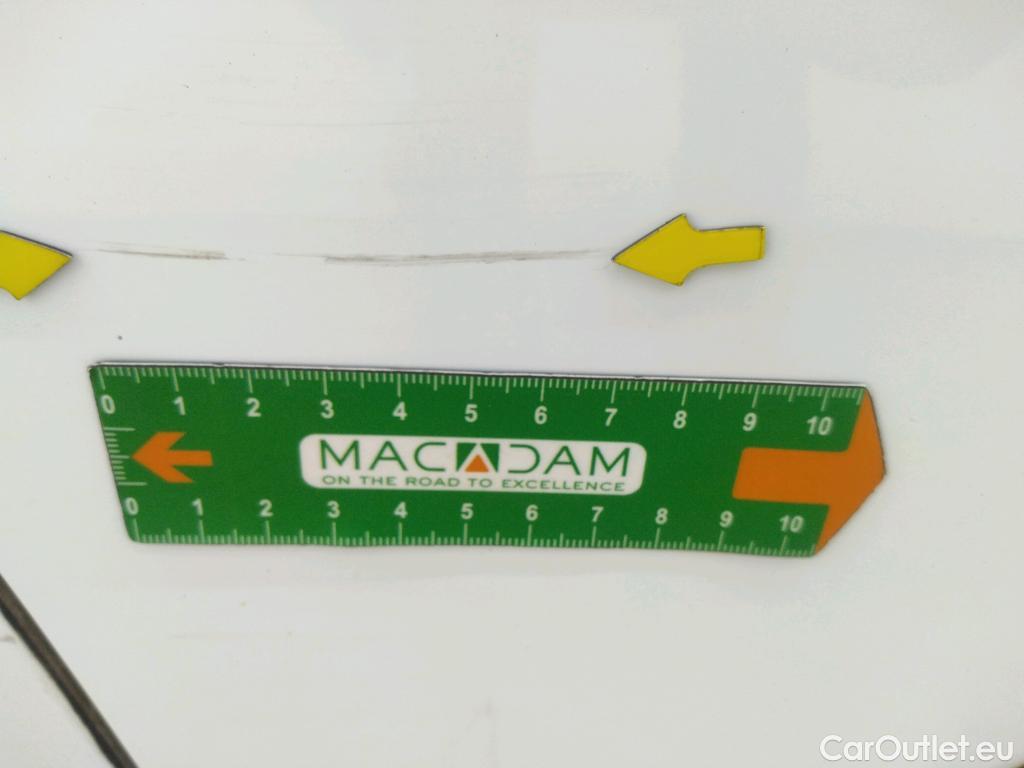 0 1 2 3 4 5 6 7 8 9 10
MACADAM
ON THE ROAD TO EXCELLENCE
0 1 2 3 4 5 6 7 8 9 10
CarOutlet.eu